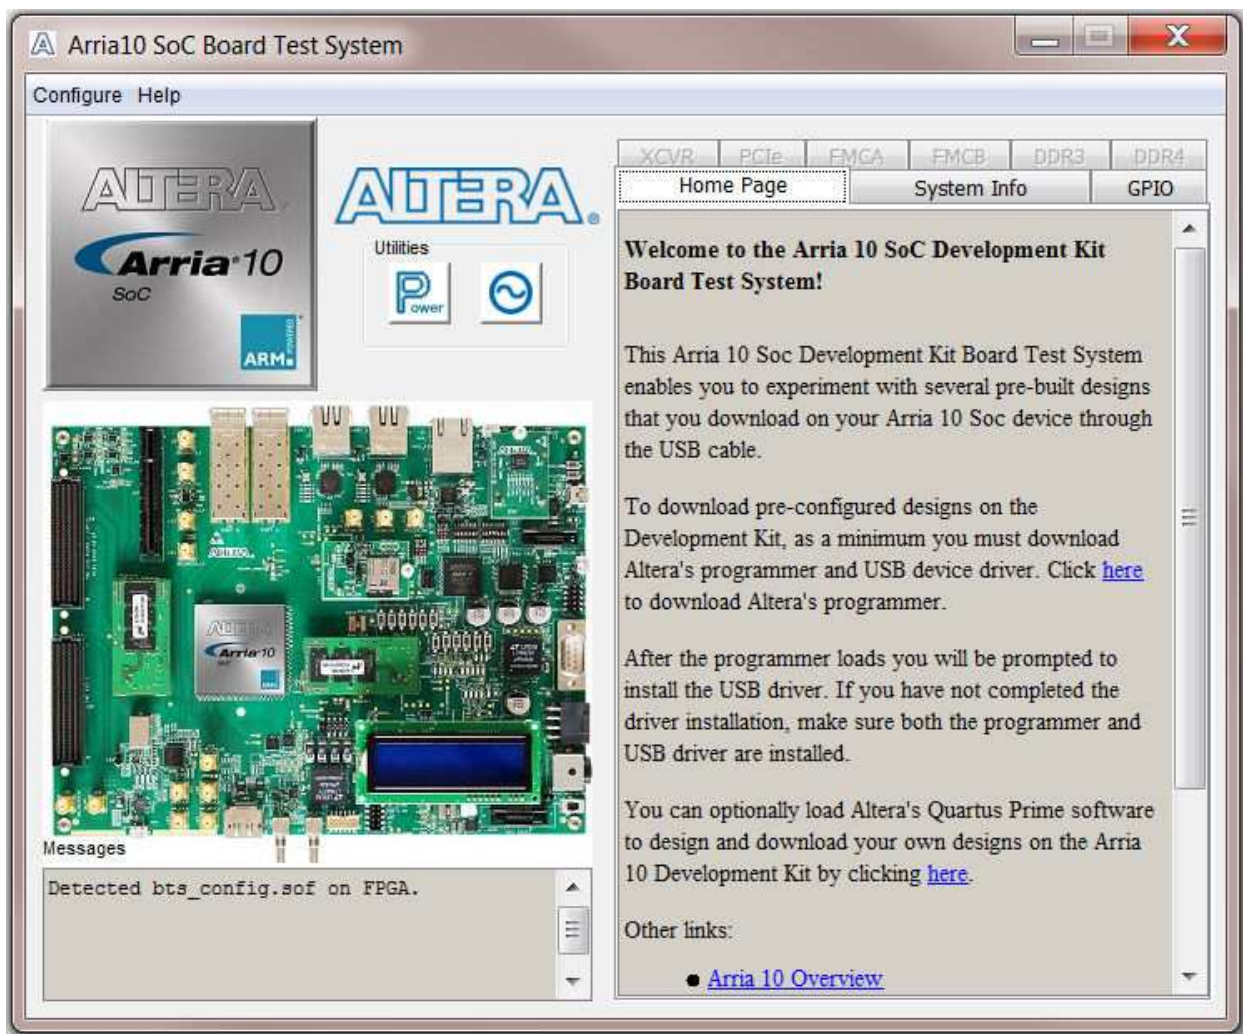 Arria10 SoC Board Test System
Configure Help
ALTERA
Arria 10
SoC
ARM POWERED
ALTERA
Utilities
Power
XCVR PCIe FMCA FMCB DDR3 DDR4
Home Page System Info GPIO
Welcome to the Arria 10 SoC Development Kit
Board Test System!
This Arria 10 Soc Development Kit Board Test System
enables you to experiment with several pre-built designs
that you download on your Arria 10 Soc device through
the USB cable.
To download pre-configured designs on the
Development Kit, as a minimum you must download
Altera's programmer and USB device driver. Click here
to download Altera's programmer.
After the programmer loads you will be prompted to
install the USB driver. If you have not completed the
driver installation, make sure both the programmer and
USB driver are installed.
You can optionally load Altera's Quartus Prime software
to design and download your own designs on the Arria
10 Development Kit by clicking here.
Other links:
● Arria 10 Overview
ALTERA
ALTERA
Arria 10
Messages
Detected bts_config.sof on FPGA.